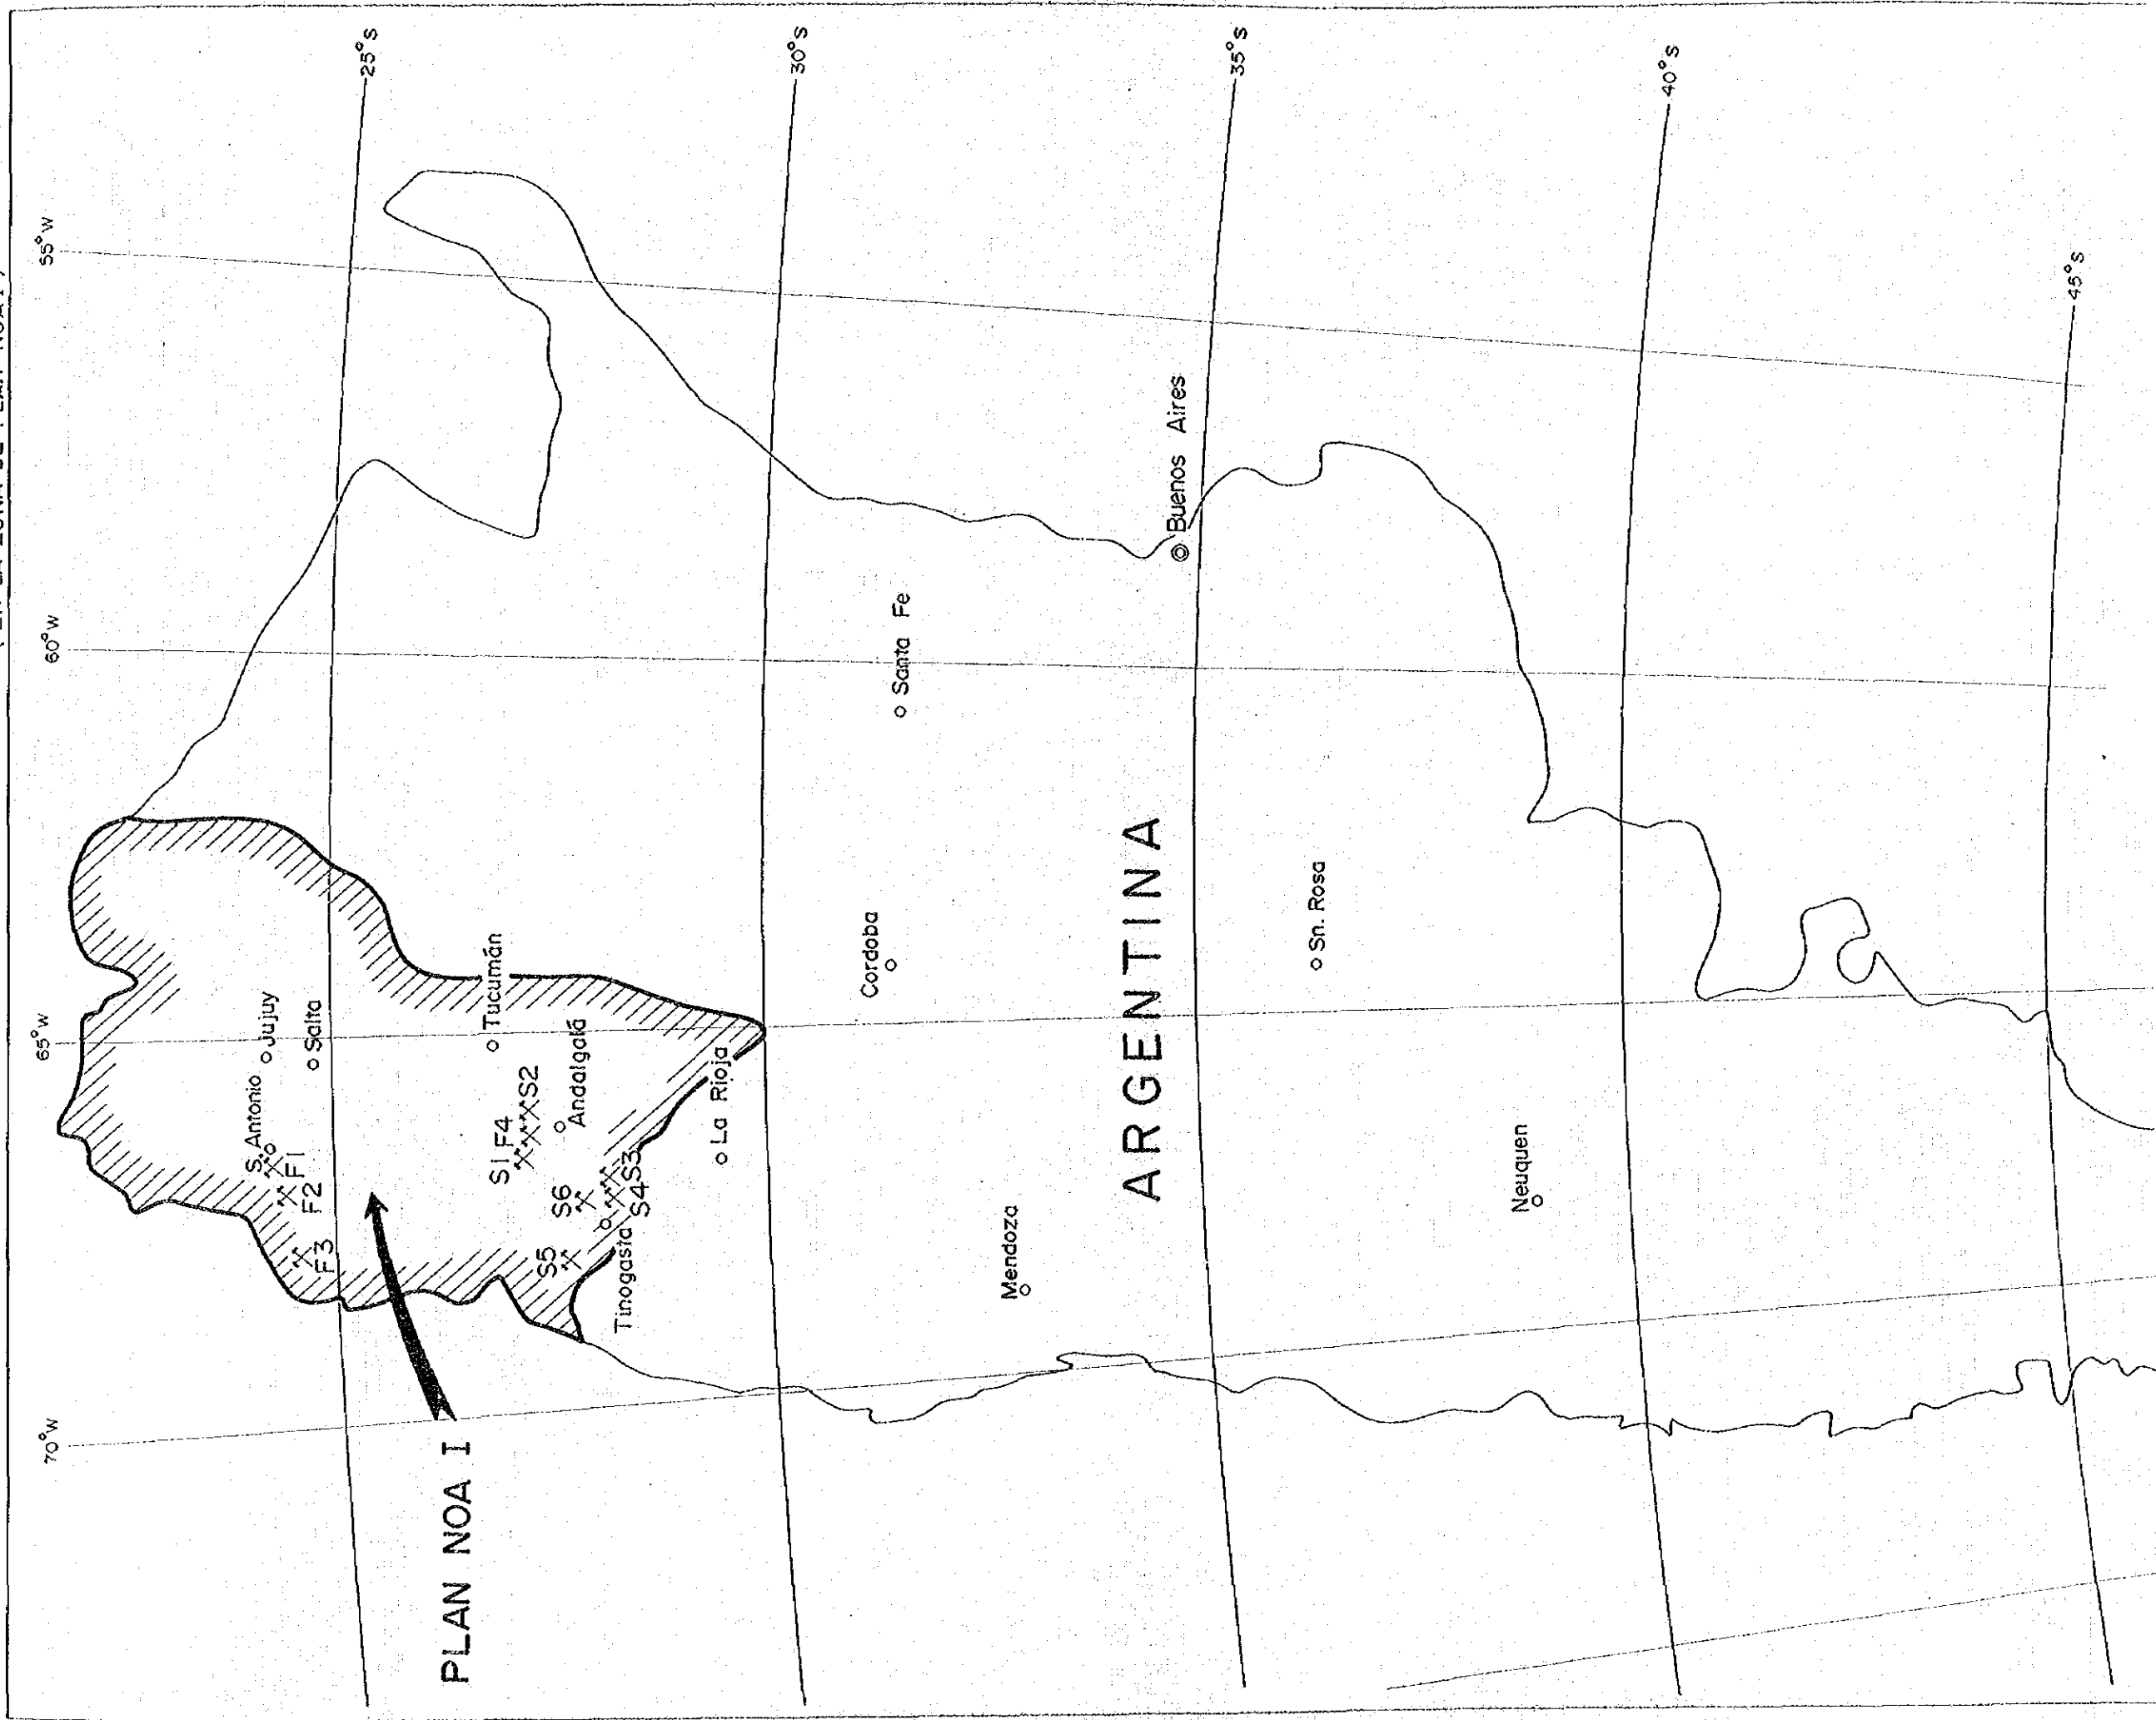 55°W
60°W
65°W
70°W
25°S
30°S
35°S
40°S
45°S
S. Antonio
Jujuy
Salta
F1
F2
F3
Tucumán
S1 F4
S2
Andalgalá
S6
S5
S4
S3
Tinogasta
La Rioja
PLAN NOA I
Santa Fe
Cordoba
Buenos Aires
ARGENTINA
Mendoza
Sn. Rosa
Neuquen